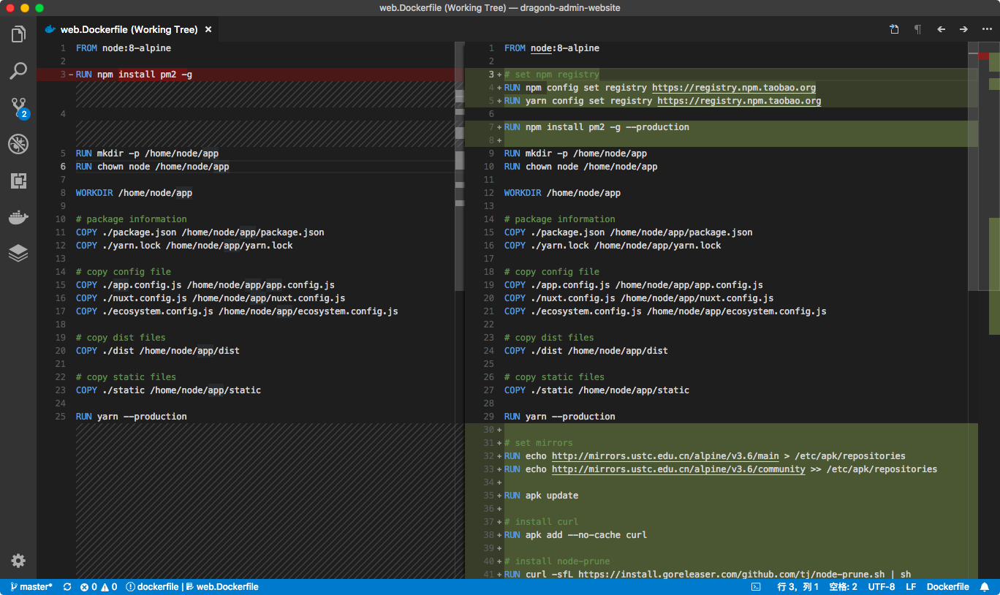 web.Dockerfile (Working Tree) — dragonb-admin-website
web.Dockerfile (Working Tree) ×
1 FROM node:8-alpine
2
3 - RUN npm install pm2 -g
4
5 RUN mkdir -p /home/node/app
6 RUN chown node /home/node/app
7
8 WORKDIR /home/node/app
9
10 # package information
11 COPY ./package.json /home/node/app/package.json
12 COPY ./yarn.lock /home/node/app/yarn.lock
13
14 # copy config file
15 COPY ./app.config.js /home/node/app/app.config.js
16 COPY ./nuxt.config.js /home/node/app/nuxt.config.js
17 COPY ./ecosystem.config.js /home/node/app/ecosystem.config.js
18
19 # copy dist files
20 COPY ./dist /home/node/app/dist
21
22 # copy static files
23 COPY ./static /home/node/app/static
24
25 RUN yarn --production
1 FROM node:8-alpine
2
3 + # set npm registry
4 + RUN npm config set registry https://registry.npm.taobao.org
5 + RUN yarn config set registry https://registry.npm.taobao.org
6
7 + RUN npm install pm2 -g --production
8 +
9 RUN mkdir -p /home/node/app
10 RUN chown node /home/node/app
11
12 WORKDIR /home/node/app
13
14 # package information
15 COPY ./package.json /home/node/app/package.json
16 COPY ./yarn.lock /home/node/app/yarn.lock
17
18 # copy config file
19 COPY ./app.config.js /home/node/app/app.config.js
20 COPY ./nuxt.config.js /home/node/app/nuxt.config.js
21 COPY ./ecosystem.config.js /home/node/app/ecosystem.config.js
22
23 # copy dist files
24 COPY ./dist /home/node/app/dist
25
26 # copy static files
27 COPY ./static /home/node/app/static
28
29 RUN yarn --production
30 +
31 + # set mirrors
32 + RUN echo http://mirrors.ustc.edu.cn/alpine/v3.6/main > /etc/apk/repositories
33 + RUN echo http://mirrors.ustc.edu.cn/alpine/v3.6/community >> /etc/apk/repositories
34 +
35 + RUN apk update
36 +
37 + # install curl
38 + RUN apk add --no-cache curl
39 +
40 + # install node-prune
41 + RUN curl -sfL https://install.goreleaser.com/github.com/tj/node-prune.sh | sh
2
master* 0 0 dockerfile | web.Dockerfile 行 3，列 1 空格: 2 UTF-8 LF Dockerfile